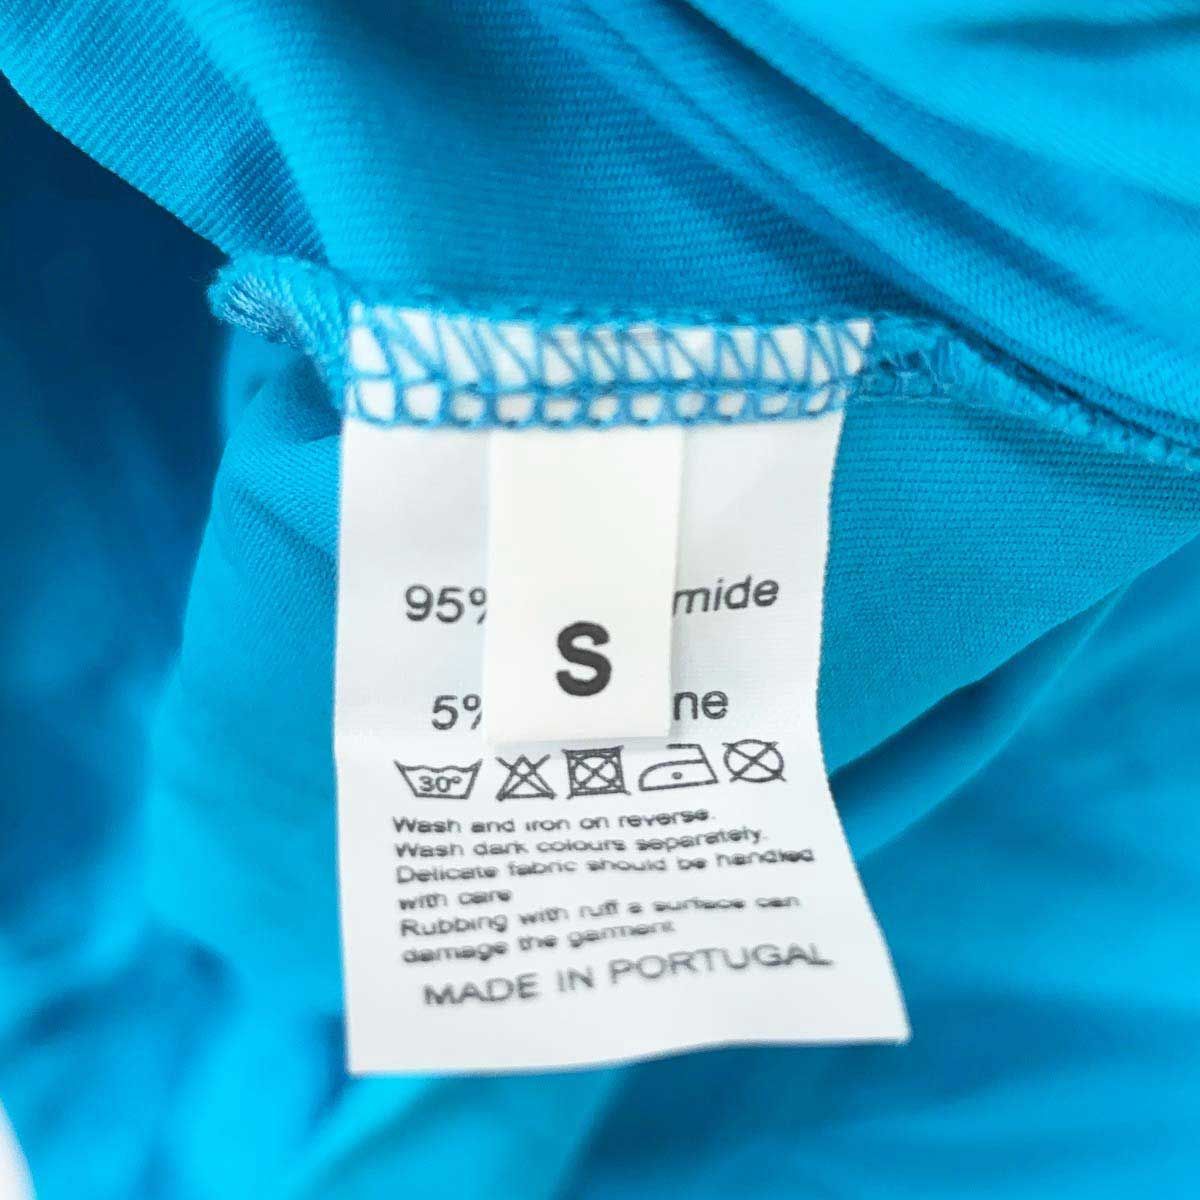 95%
mide
S
5%
ne
30°
Wash and iron on reverse.
Wash dark colours separately.
Delicate fabric should be handled
with care
Rubbing with ruff a surface can
damage the garment
MADE IN PORTUGAL